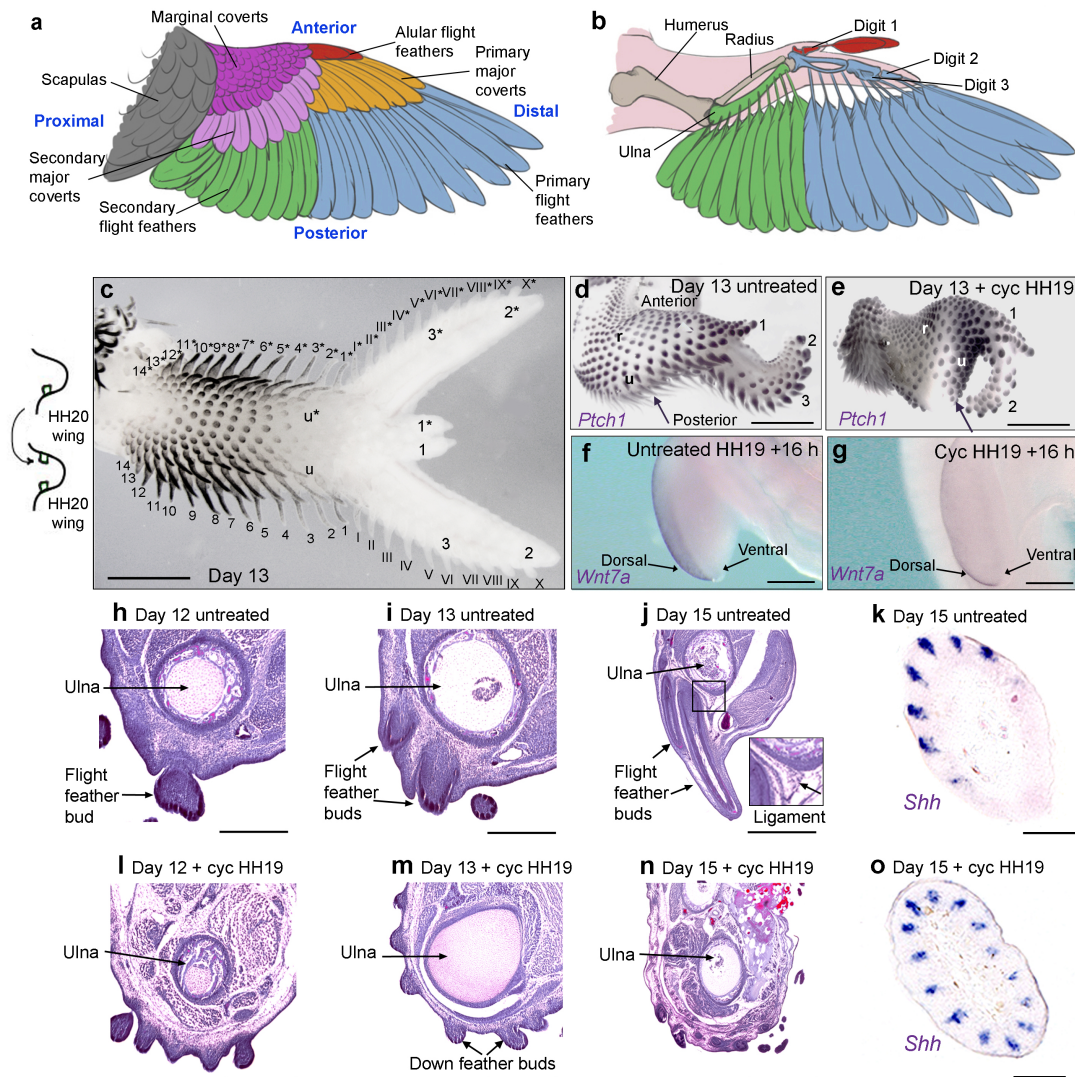 a
Marginal coverts
Anterior
Alular flight
feathers
Primary
major
coverts
Scapulas
Proximal
Distal
Secondary
major
coverts
Secondary
flight feathers
Primary
flight
feathers
Posterior
b
Humerus
Radius
Digit 1
Digit 2
Digit 3
Ulna
c
HH20
wing
HH20
wing
14* 13* 12* 11* 10* 9* 8* 7* 6* 5* 4* 3* 2* 1* I* II* III* IV* V* VI* VII* VIII* IX* X*
2*
3*
u*
1*
1
u
3
2
14 13 12 11 10 9 8 7 6 5 4 3 2 1 I II III IV V VI VII VIII IX X
Day 13
d Day 13 untreated
Anterior
r
1
2
u
3
Ptch1
Posterior
e Day 13 + cyc HH19
r
1
u
2
Ptch1
f Untreated HH19 +16 h
Dorsal
Ventral
Wnt7a
g Cyc HH19 +16 h
Dorsal
Ventral
Wnt7a
h Day 12 untreated
Ulna
Flight
feather
bud
i Day 13 untreated
Ulna
Flight
feather
buds
j Day 15 untreated
Ulna
Flight
feather
buds
Ligament
k Day 15 untreated
Shh
l Day 12 + cyc HH19
Ulna
m Day 13 + cyc HH19
Ulna
Down feather buds
n Day 15 + cyc HH19
Ulna
o Day 15 + cyc HH19
Shh